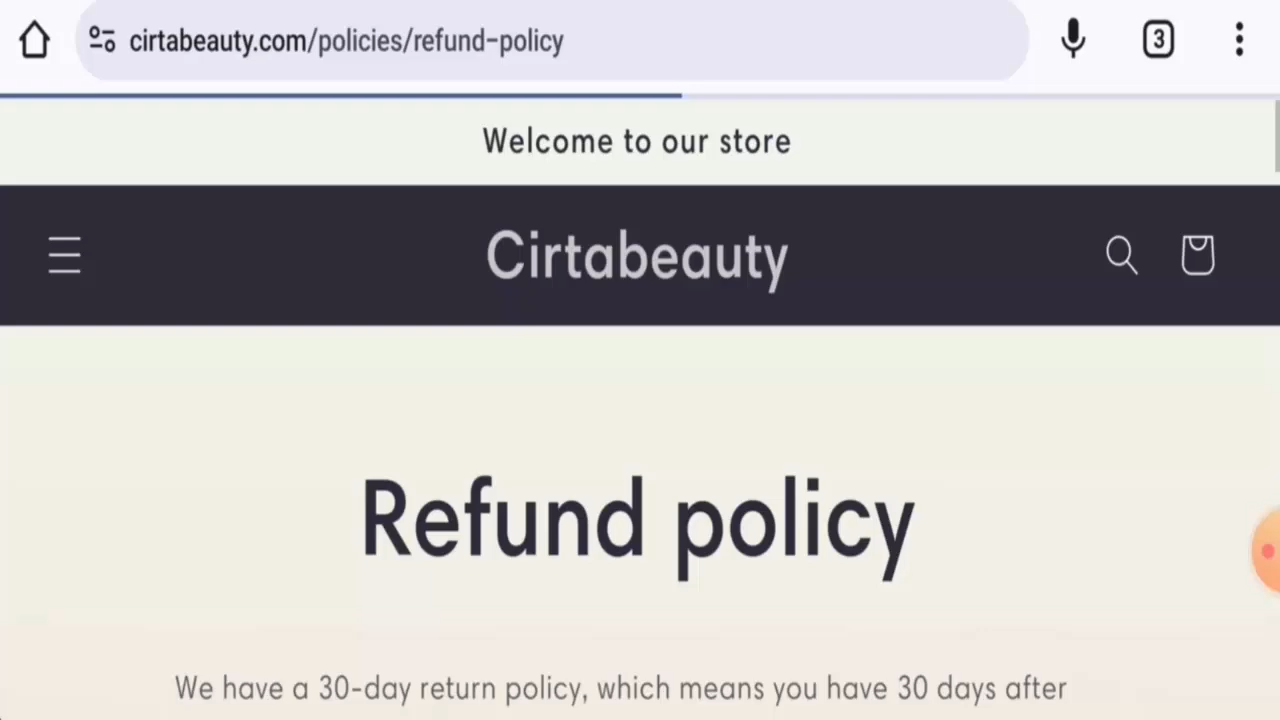 cirtabeauty.com/policies/refund-policy
3
Welcome to our store
Cirtabeauty
Refund policy
We have a 30-day return policy, which means you have 30 days after